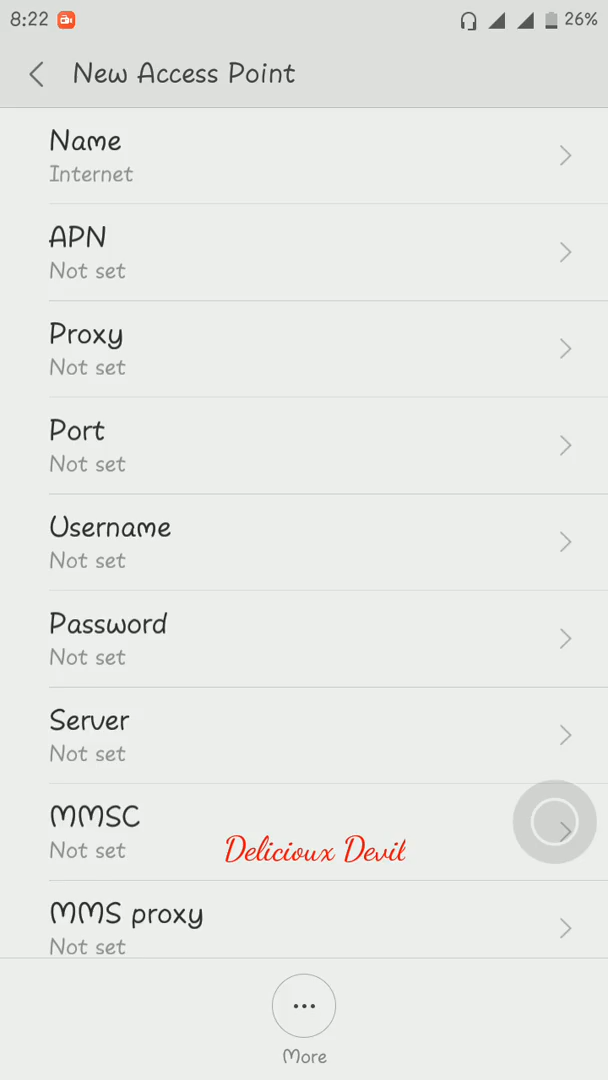 8:22 26%
New Access Point
Name
Internet
APN
Not set
Proxy
Not set
Port
Not set
Username
Not set
Password
Not set
Server
Not set
MMSC
Not set
Delicioux Devil
MMS proxy
Not set
More